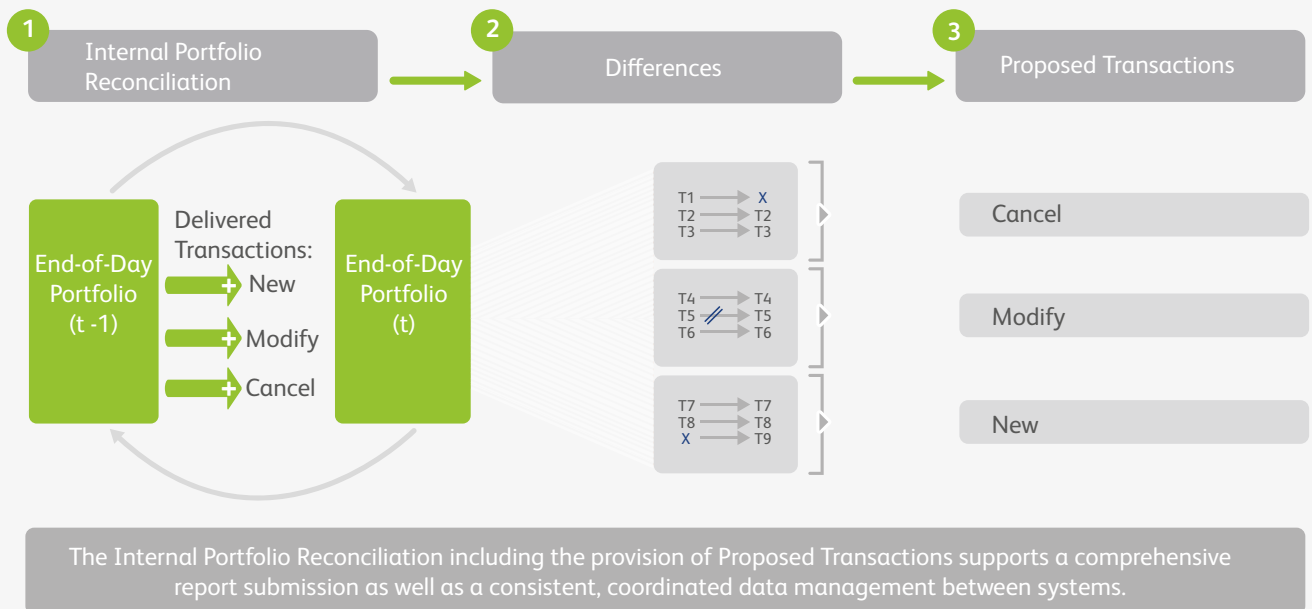 1
Internal Portfolio
Reconciliation
2
Differences
3
Proposed Transactions
End-of-Day
Portfolio
(t -1)
Delivered
Transactions:
+ New
+ Modify
+ Cancel
End-of-Day
Portfolio
(t)
T1 X
T2 T2
T3 T3
T4 T4
T5 T5
T6 T6
T7 T7
T8 T8
X T9
Cancel
Modify
New
The Internal Portfolio Reconciliation including the provision of Proposed Transactions supports a comprehensive
report submission as well as a consistent, coordinated data management between systems.